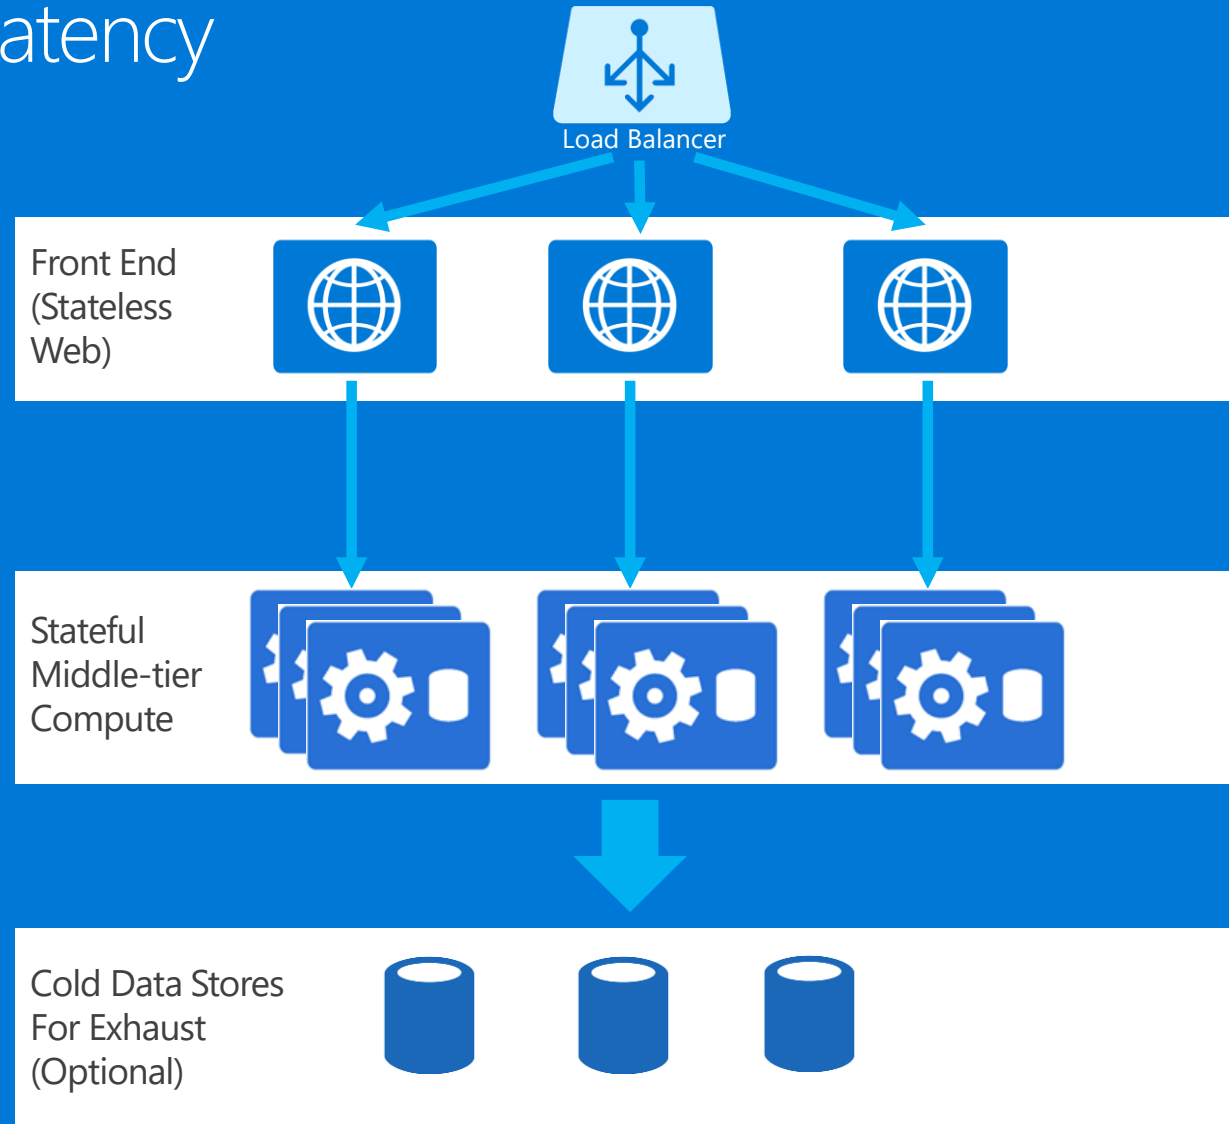 atency
Load Balancer
Front End
(Stateless
Web)
Stateful
Middle-tier
Compute
Cold Data Stores
For Exhaust
(Optional)